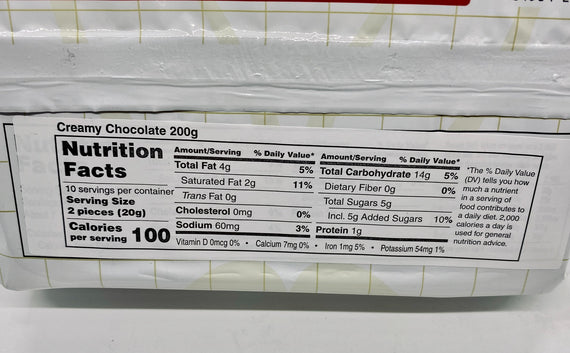 Creamy Chocolate 200g
Nutrition
Facts
10 servings per container
Serving Size
2 pieces (20g)
Calories
per serving 100
Amount/Serving % Daily Value*
Total Fat 4g 5%
Saturated Fat 2g 11%
Trans Fat 0g
Cholesterol 0mg 0%
Sodium 60mg 3%
Amount/Serving % Daily Value*
Total Carbohydrate 14g 5%
Dietary Fiber 0g 0%
Total Sugars 5g
Incl. 5g Added Sugars 10%
Protein 1g
Vitamin D 0mcg 0% • Calcium 7mg 0% • Iron 1mg 5% • Potassium 54mg 1%
*The % Daily Value
(DV) tells you how
much a nutrient
in a serving of
food contributes to
a daily diet. 2,000
calories a day is
used for general
nutrition advice.